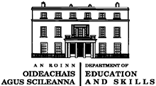 AN ROINN DEPARTMENT OF
OIDEACHAIS EDUCATION
AGUS SCILEANNA AND SKILLS